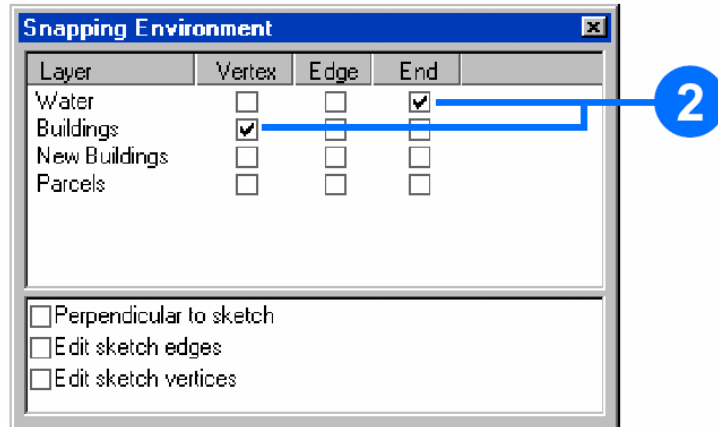 Snapping Environment
Layer Vertex Edge End
Water
Buildings
New Buildings
Parcels
2
Perpendicular to sketch
Edit sketch edges
Edit sketch vertices